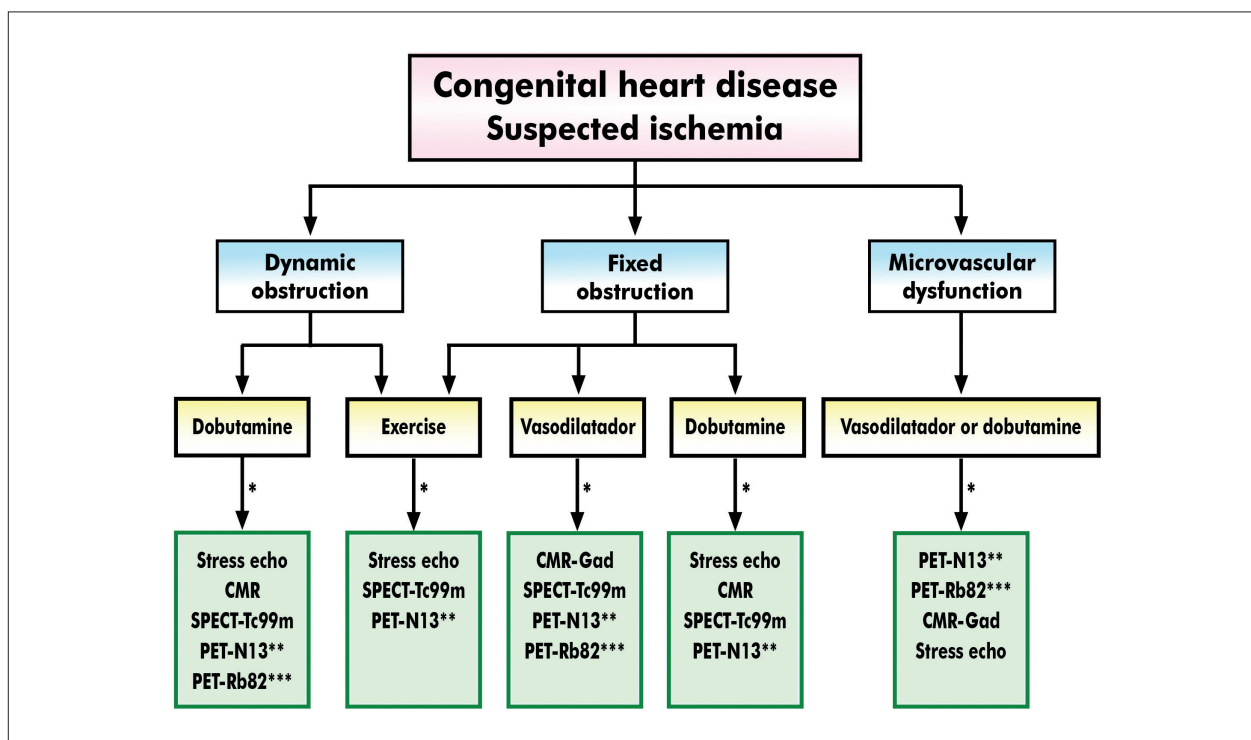 Congenital heart disease
Suspected ischemia
Dynamic
obstruction
Fixed
obstruction
Microvascular
dysfunction
Dobutamine
Exercise
Vasodilatador
Dobutamine
Vasodilatador or dobutamine
*
*
*
*
*
Stress echo
CMR
SPECT-Tc99m
PET-N13**
PET-Rb82***
Stress echo
SPECT-Tc99m
PET-N13**
CMR-Gad
SPECT-Tc99m
PET-N13**
PET-Rb82***
Stress echo
CMR
SPECT-Tc99m
PET-N13**
PET-N13**
PET-Rb82***
CMR-Gad
Stress echo